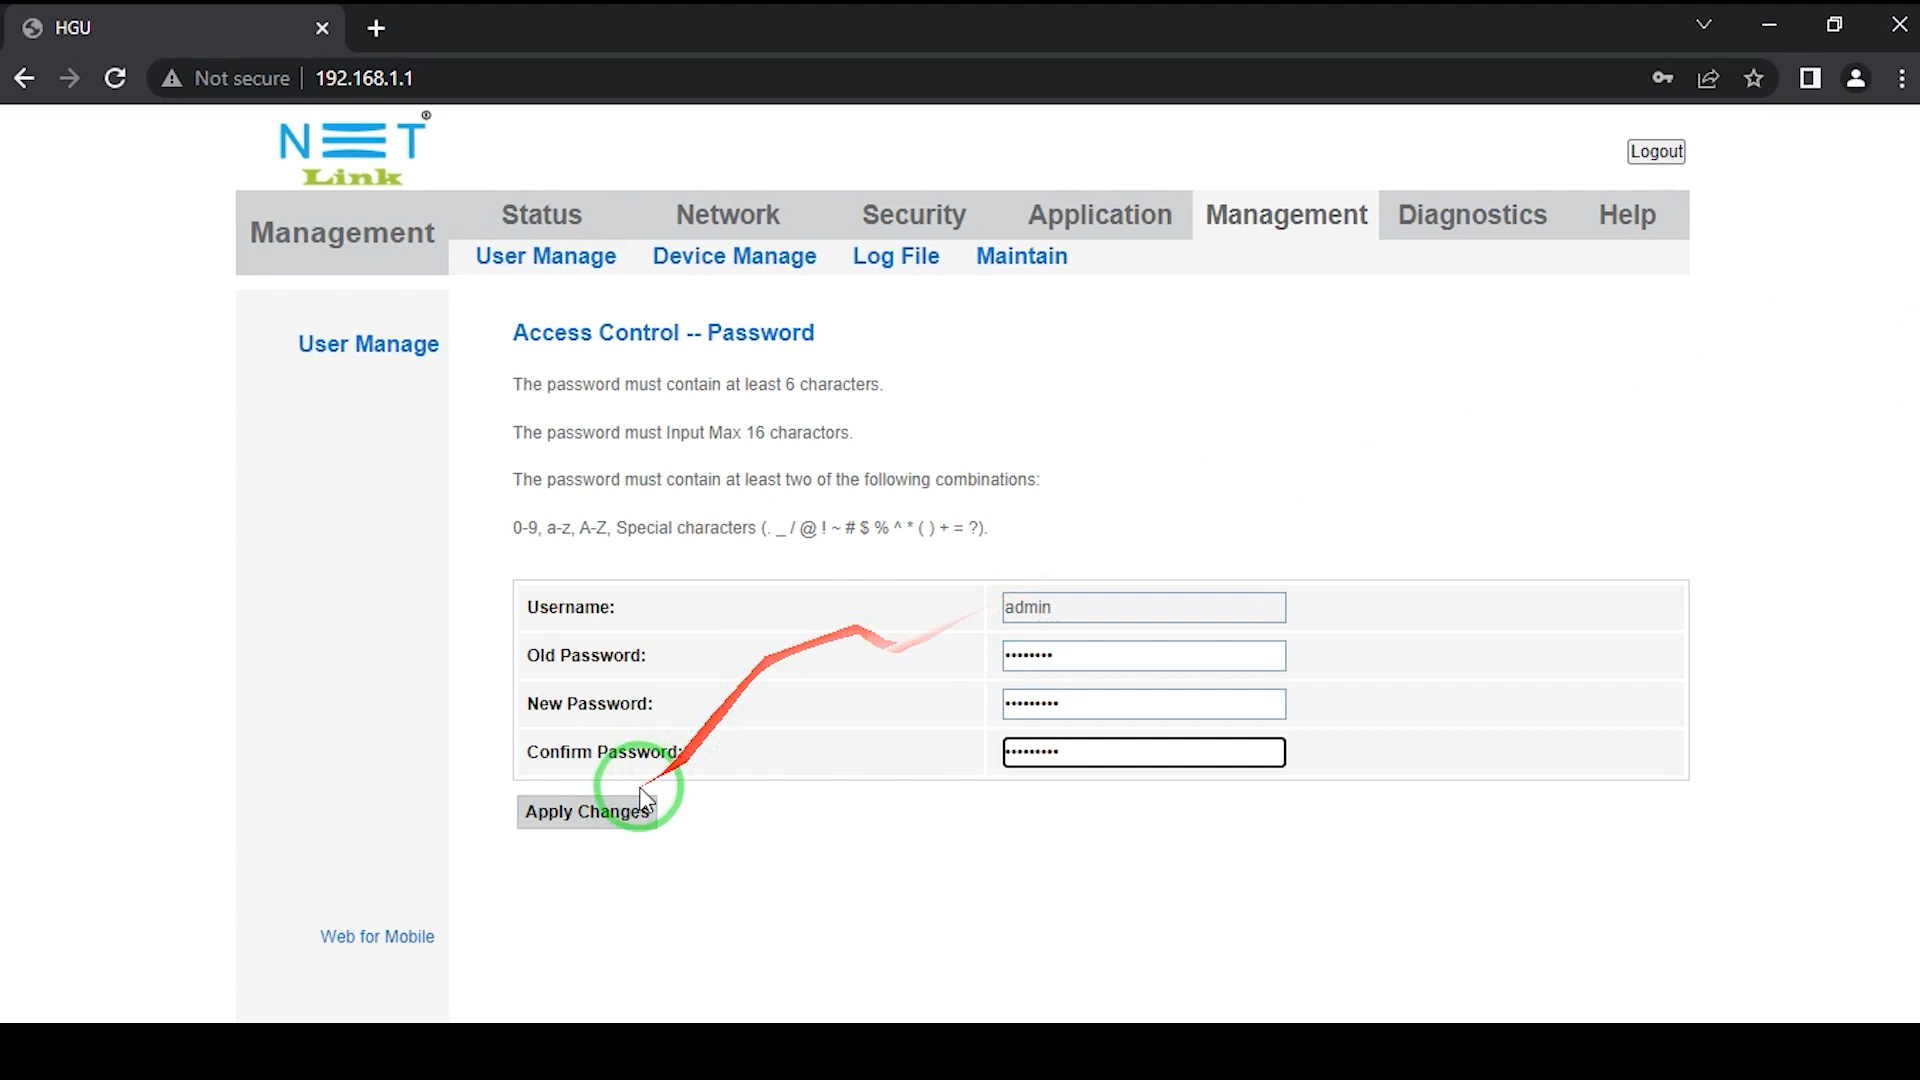 HGU
Not secure 192.168.1.1
NET ®
Link
Logout
Management
Status Network Security Application Management Diagnostics Help
User Manage Device Manage Log File Maintain
User Manage
Access Control -- Password
The password must contain at least 6 characters.
The password must Input Max 16 charactors.
The password must contain at least two of the following combinations:
0-9, a-z, A-Z, Special characters (. _ / @ ! ~ # $ % ^ * ( ) + = ?).
Username: admin
Old Password: ••••••••
New Password: •••••••••
Confirm Password: •••••••••
Apply Changes
Web for Mobile